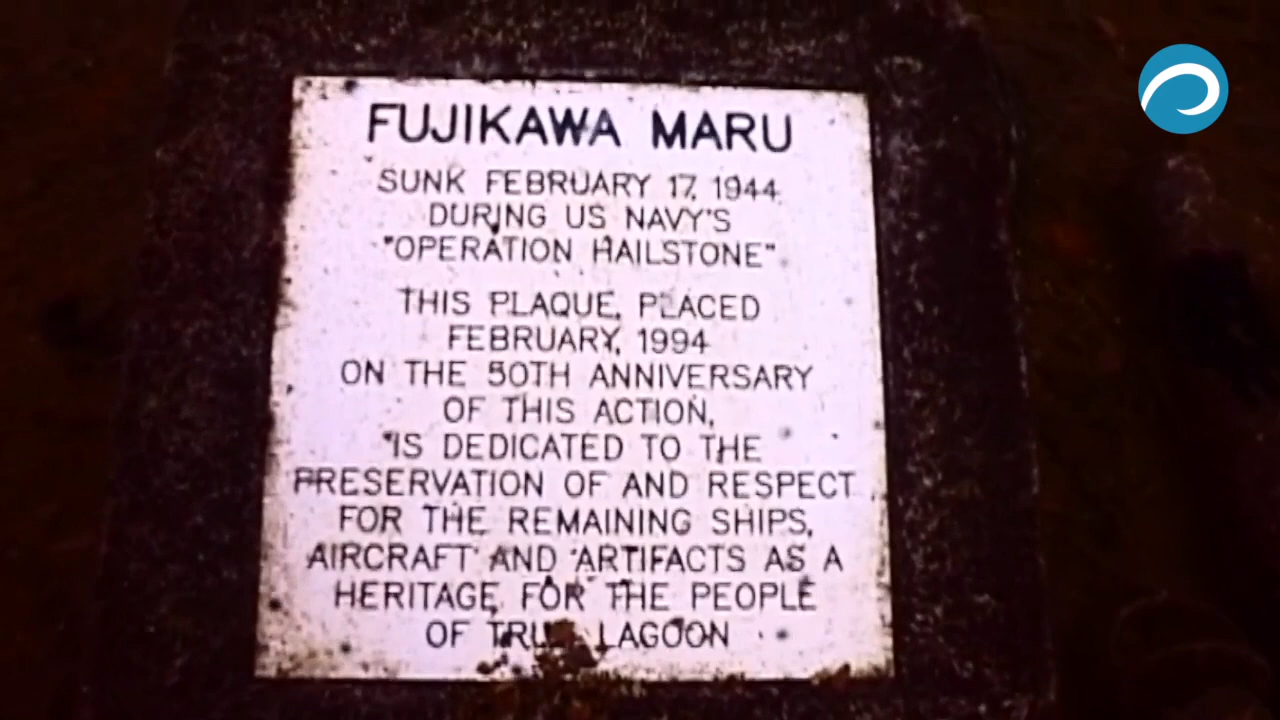 FUJIKAWA MARU
SUNK FEBRUARY 17, 1944
DURING US NAVY'S
"OPERATION HAILSTONE"
THIS PLAQUE, PLACED
FEBRUARY, 1994
ON THE 50TH ANNIVERSARY
OF THIS ACTION,
IS DEDICATED TO THE
PRESERVATION OF AND RESPECT
FOR THE REMAINING SHIPS,
AIRCRAFT AND ARTIFACTS AS A
HERITAGE FOR THE PEOPLE
OF LAGOON